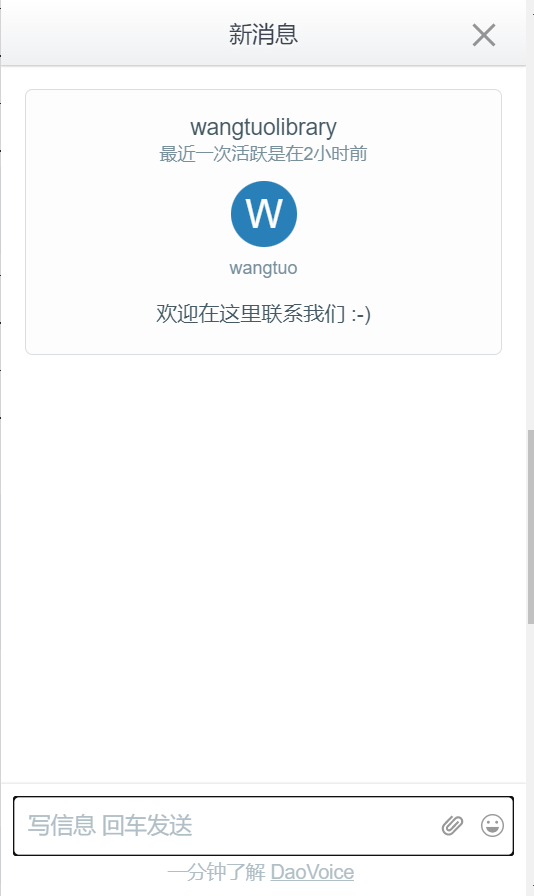 新消息
wangtuolibrary
最近一次活跃是在2小时前
W
wangtuo
欢迎在这里联系我们 :-)
写信息 回车发送
一分钟了解 DaoVoice